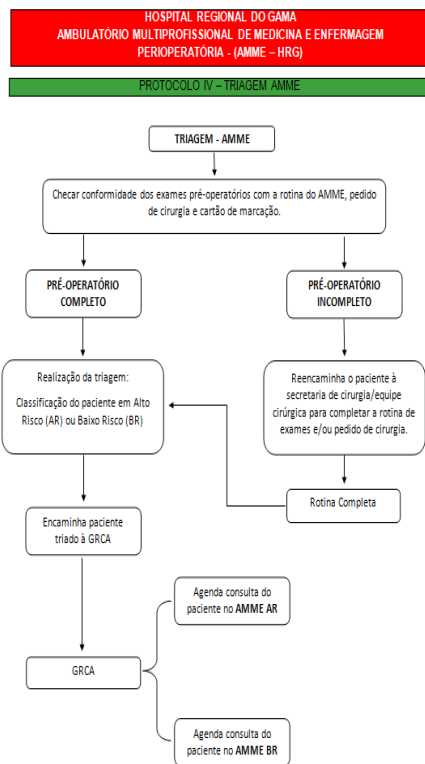 HOSPITAL REGIONAL DO GAMA
AMBULATÓRIO MULTIPROFISSIONAL DE MEDICINA E ENFERMAGEM
PERIOPERATÓRIA - (AMME – HRG)
PROTOCOLO IV – TRIAGEM AMME
TRIAGEM - AMME
Checar conformidade dos exames pré-operatórios com a rotina do AMME, pedido
de cirurgia e cartão de marcação.
PRÉ-OPERATÓRIO
COMPLETO
PRÉ-OPERATÓRIO
INCOMPLETO
Realização da triagem:
Classificação do paciente em Alto
Risco (AR) ou Baixo Risco (BR)
Reencaminha o paciente à
secretaria de cirurgia/equipe
cirúrgica para completar a rotina de
exames e/ou pedido de cirurgia.
Rotina Completa
Encaminha paciente
triado à GRCA
Agenda consulta do
paciente no AMME AR
GRCA
Agenda consulta do
paciente no AMME BR